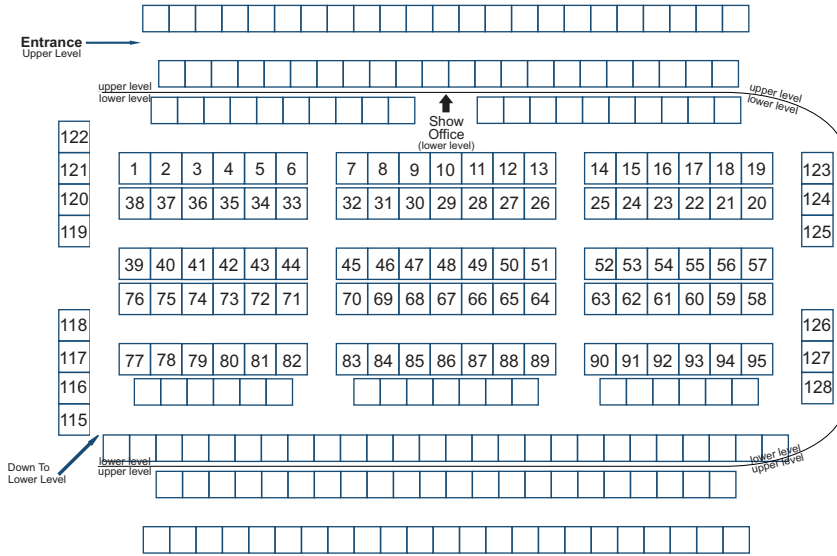 Entrance
Upper Level
upper level
lower level
upper level
lower level
Show
Office
(lower level)
122
121
120
119
1 2 3 4 5 6 7 8 9 10 11 12 13 14 15 16 17 18 19
38 37 36 35 34 33 32 31 30 29 28 27 26 25 24 23 22 21 20
123
124
125
39 40 41 42 43 44 45 46 47 48 49 50 51 52 53 54 55 56 57
76 75 74 73 72 71 70 69 68 67 66 65 64 63 62 61 60 59 58
118
117
116
115
77 78 79 80 81 82 83 84 85 86 87 88 89 90 91 92 93 94 95
126
127
128
Down To
Lower Level
lower level
upper level
lower level
upper level